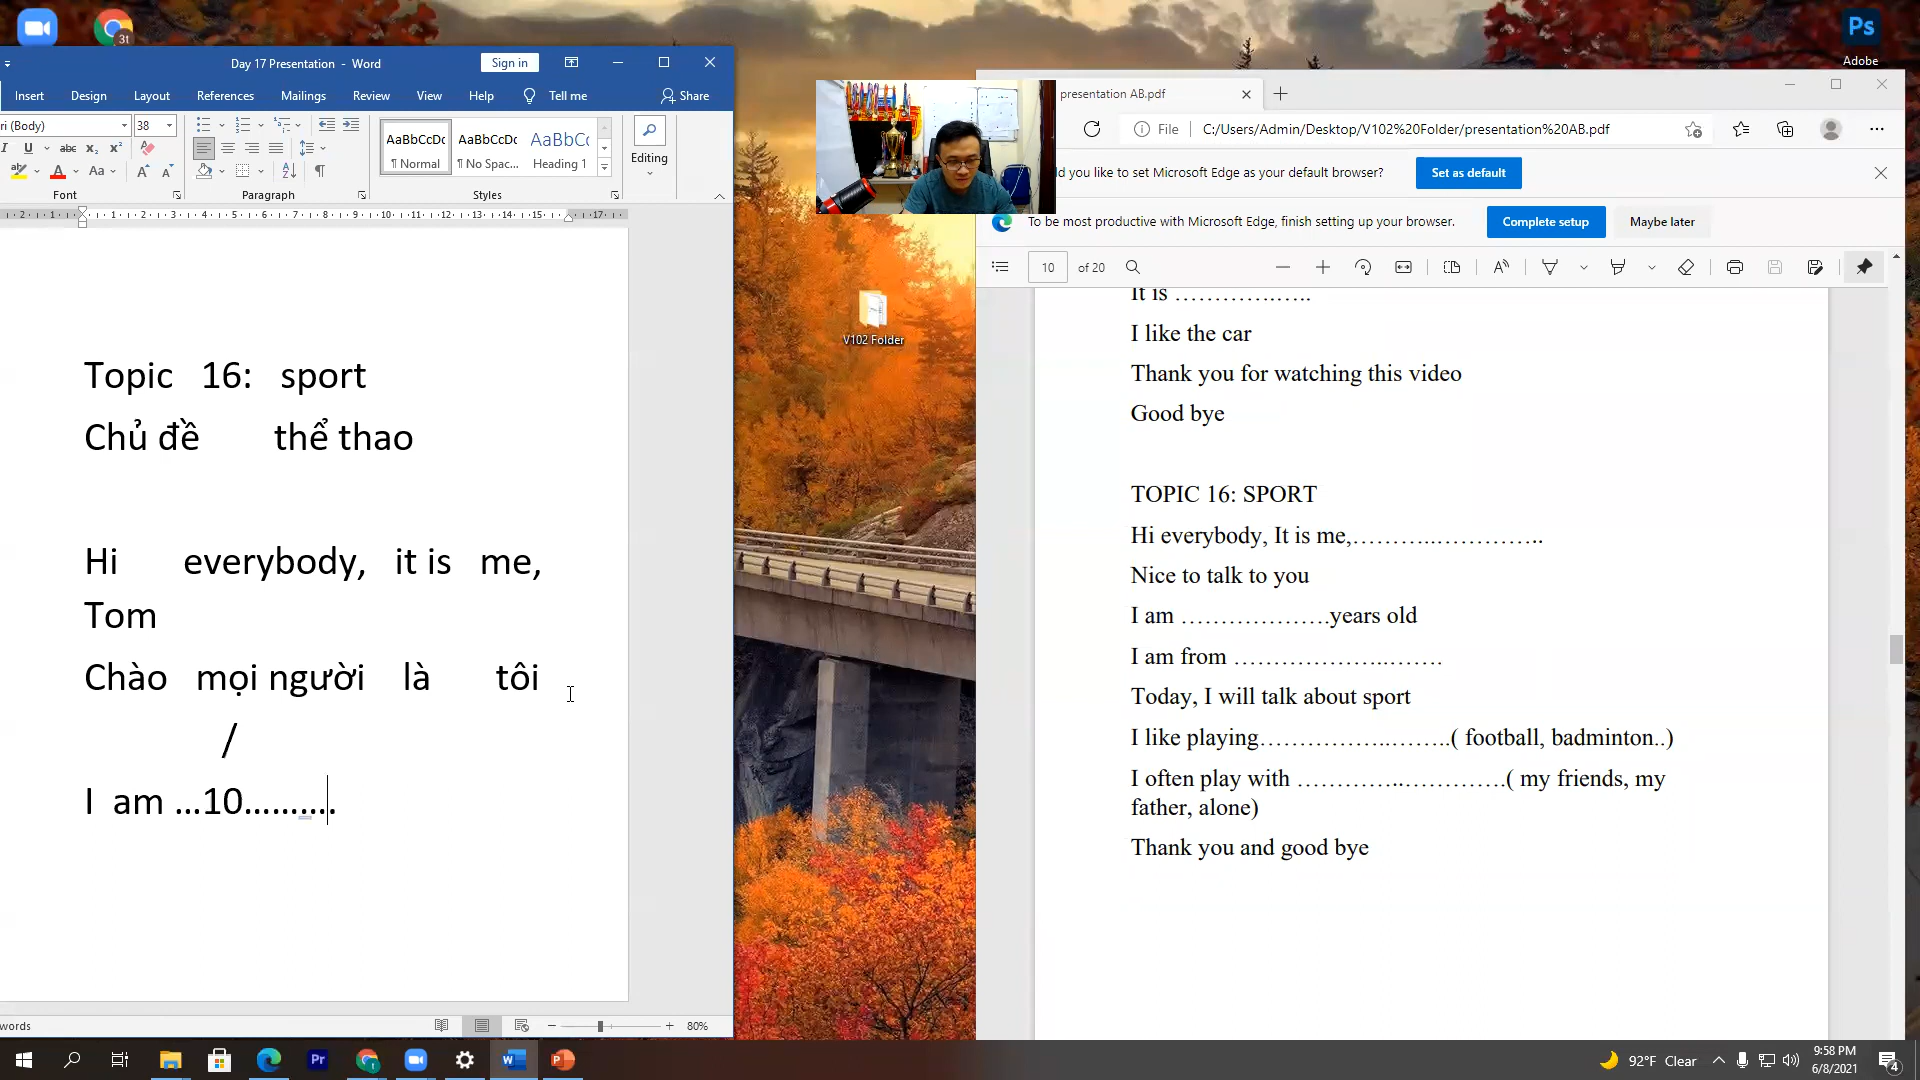 3t
Ps
Adobe
Day 17 Presentation - Word
Sign in
Insert Design Layout References Mailings Review View Help Tell me Share
ri (Body) 38
AaBbCcDc AaBbCcDc AaBbCc
¶ Normal ¶ No Spac... Heading 1
Editing
Font Paragraph Styles
Topic 16: sport
Chủ đề thể thao
Hi everybody, it is me,
Tom
Chào mọi người là tôi
/
I am ...10..........
words
80%
V102 Folder
presentation AB.pdf
File C:/Users/Admin/Desktop/V102%20Folder/presentation%20AB.pdf
ld you like to set Microsoft Edge as your default browser? Set as default
To be most productive with Microsoft Edge, finish setting up your browser. Complete setup Maybe later
10 of 20
It is ………….…..
I like the car
Thank you for watching this video
Good bye
TOPIC 16: SPORT
Hi everybody, It is me,………..…………..
Nice to talk to you
I am ……………….years old
I am from ………………..…….
Today, I will talk about sport
I like playing……………..……..( football, badminton..)
I often play with …………..………….( my friends, my
father, alone)
Thank you and good bye
Pr
92°F Clear
9:58 PM
6/8/2021
4